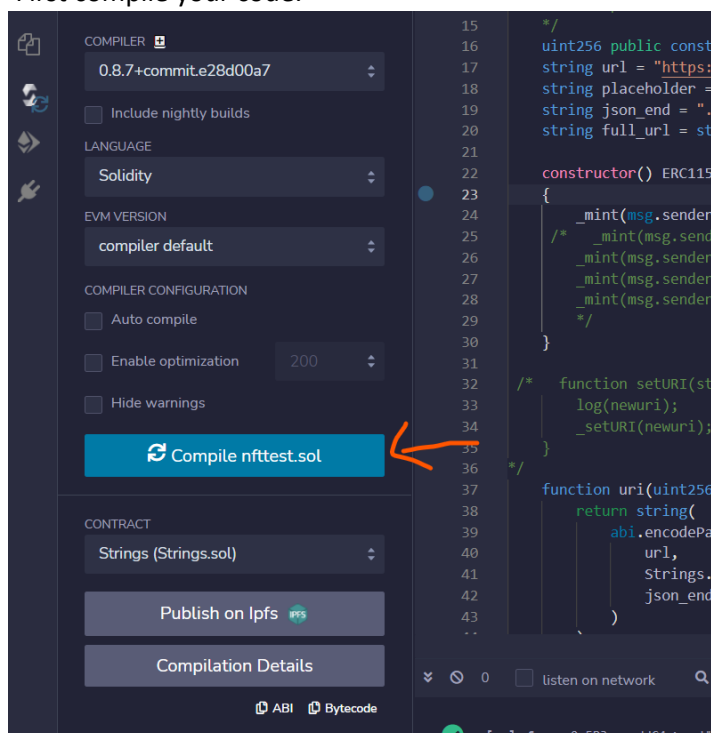 First compile your code.
COMPILER
0.8.7+commit.e28d00a7
Include nightly builds
LANGUAGE
Solidity
EVM VERSION
compiler default
COMPILER CONFIGURATION
Auto compile
Enable optimization 200
Hide warnings
Compile nfttest.sol
CONTRACT
Strings (Strings.sol)
Publish on Ipfs IPFS
Compilation Details
ABI Bytecode
15 */
16 uint256 public const
17 string url = "https:
18 string placeholder =
19 string json_end = ".
20 string full_url = st
21
22 constructor() ERC115
23 {
24 _mint(msg.sender
25 /* _mint(msg.send
26 _mint(msg.sender
27 _mint(msg.sender
28 _mint(msg.sender
29 */
30 }
31
32 /* function setURI(st
33 log(newuri);
34 _setURI(newuri);
35 }
36 */
37 function uri(uint256
38 return string(
39 abi.encodePa
40 url,
41 Strings.
42 json_end
43 )
0 listen on network